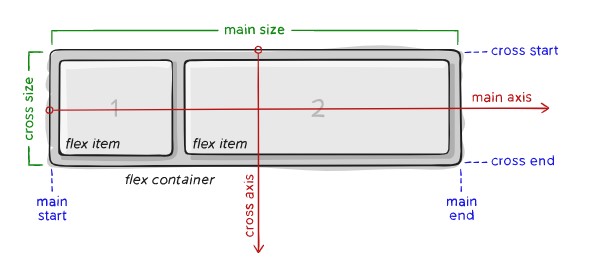 main size
cross start
cross size
1
2
main axis
flex item
flex item
cross end
flex container
cross axis
main
start
main
end